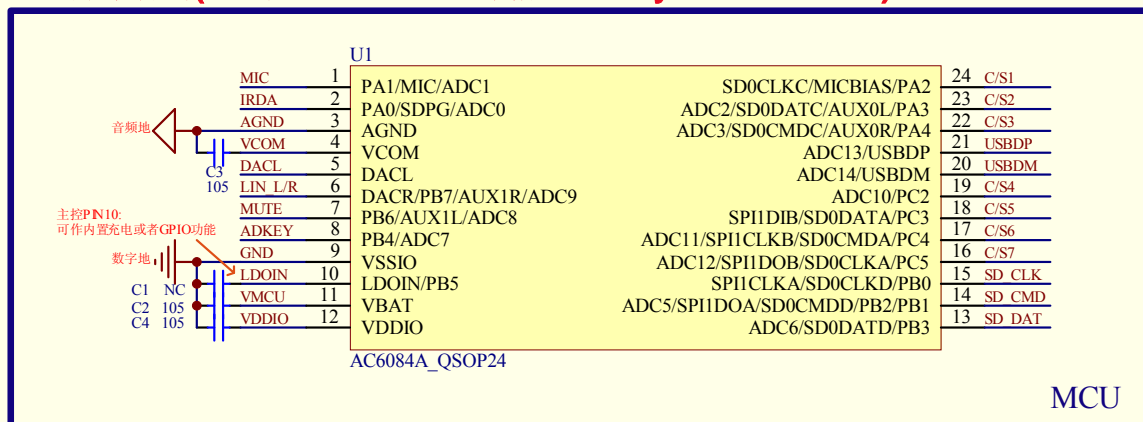 U1
MIC 1 PA1/MIC/ADC1
IRDA 2 PA0/SDPG/ADC0
AGND 3 AGND
VCOM 4 VCOM
DACL 5 DACL
LIN_L/R 6 DACR/PB7/AUX1R/ADC9
MUTE 7 PB6/AUX1L/ADC8
ADKEY 8 PB4/ADC7
GND 9 VSSIO
LDOIN 10 LDOIN/PB5
VMCU 11 VBAT
VDDIO 12 VDDIO
SD0CLKC/MICBIAS/PA2 24 C/S1
ADC2/SD0DATC/AUX0L/PA3 23 C/S2
ADC3/SD0CMDC/AUX0R/PA4 22 C/S3
ADC13/USBDP 21 USBDP
ADC14/USBDM 20 USBDM
ADC10/PC2 19 C/S4
SPI1DIB/SD0DATA/PC3 18 C/S5
ADC11/SPI1CLKB/SD0CMDA/PC4 17 C/S6
ADC12/SPI1DOB/SD0CLKA/PC5 16 C/S7
SPI1CLKA/SD0CLKD/PB0 15 SD_CLK
ADC5/SPI1DOA/SD0CMDD/PB2/PB1 14 SD_CMD
ADC6/SD0DATD/PB3 13 SD_DAT
音频地
C3
105
主控PIN10:
可作内置充电或者GPIO功能
数字地
C1 NC
C2 105
C4 105
AC6084A_QSOP24
MCU